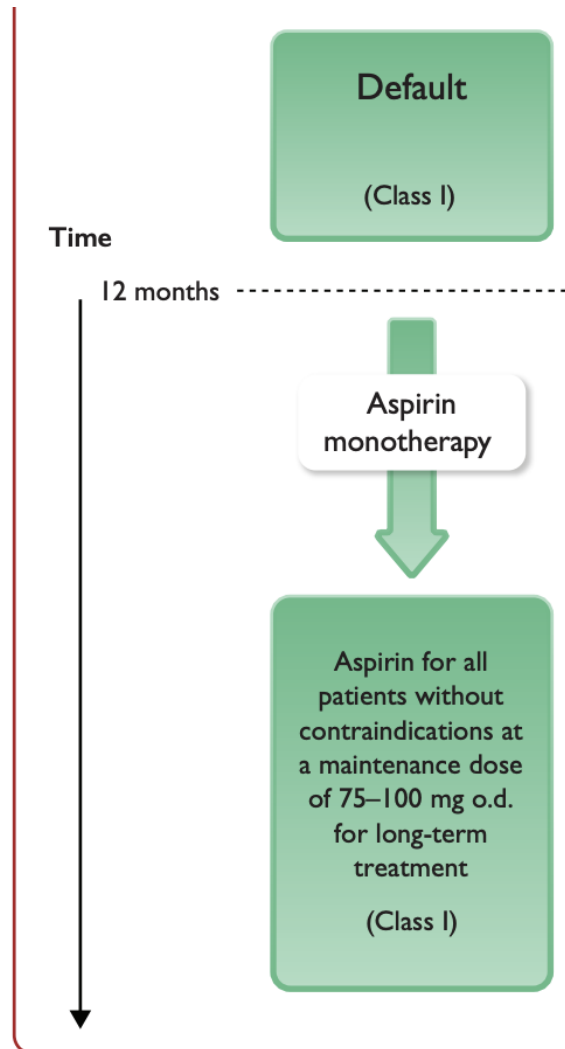 Default
(Class I)
Time
12 months
Aspirin
monotherapy
Aspirin for all
patients without
contraindications at
a maintenance dose
of 75–100 mg o.d.
for long-term
treatment
(Class I)